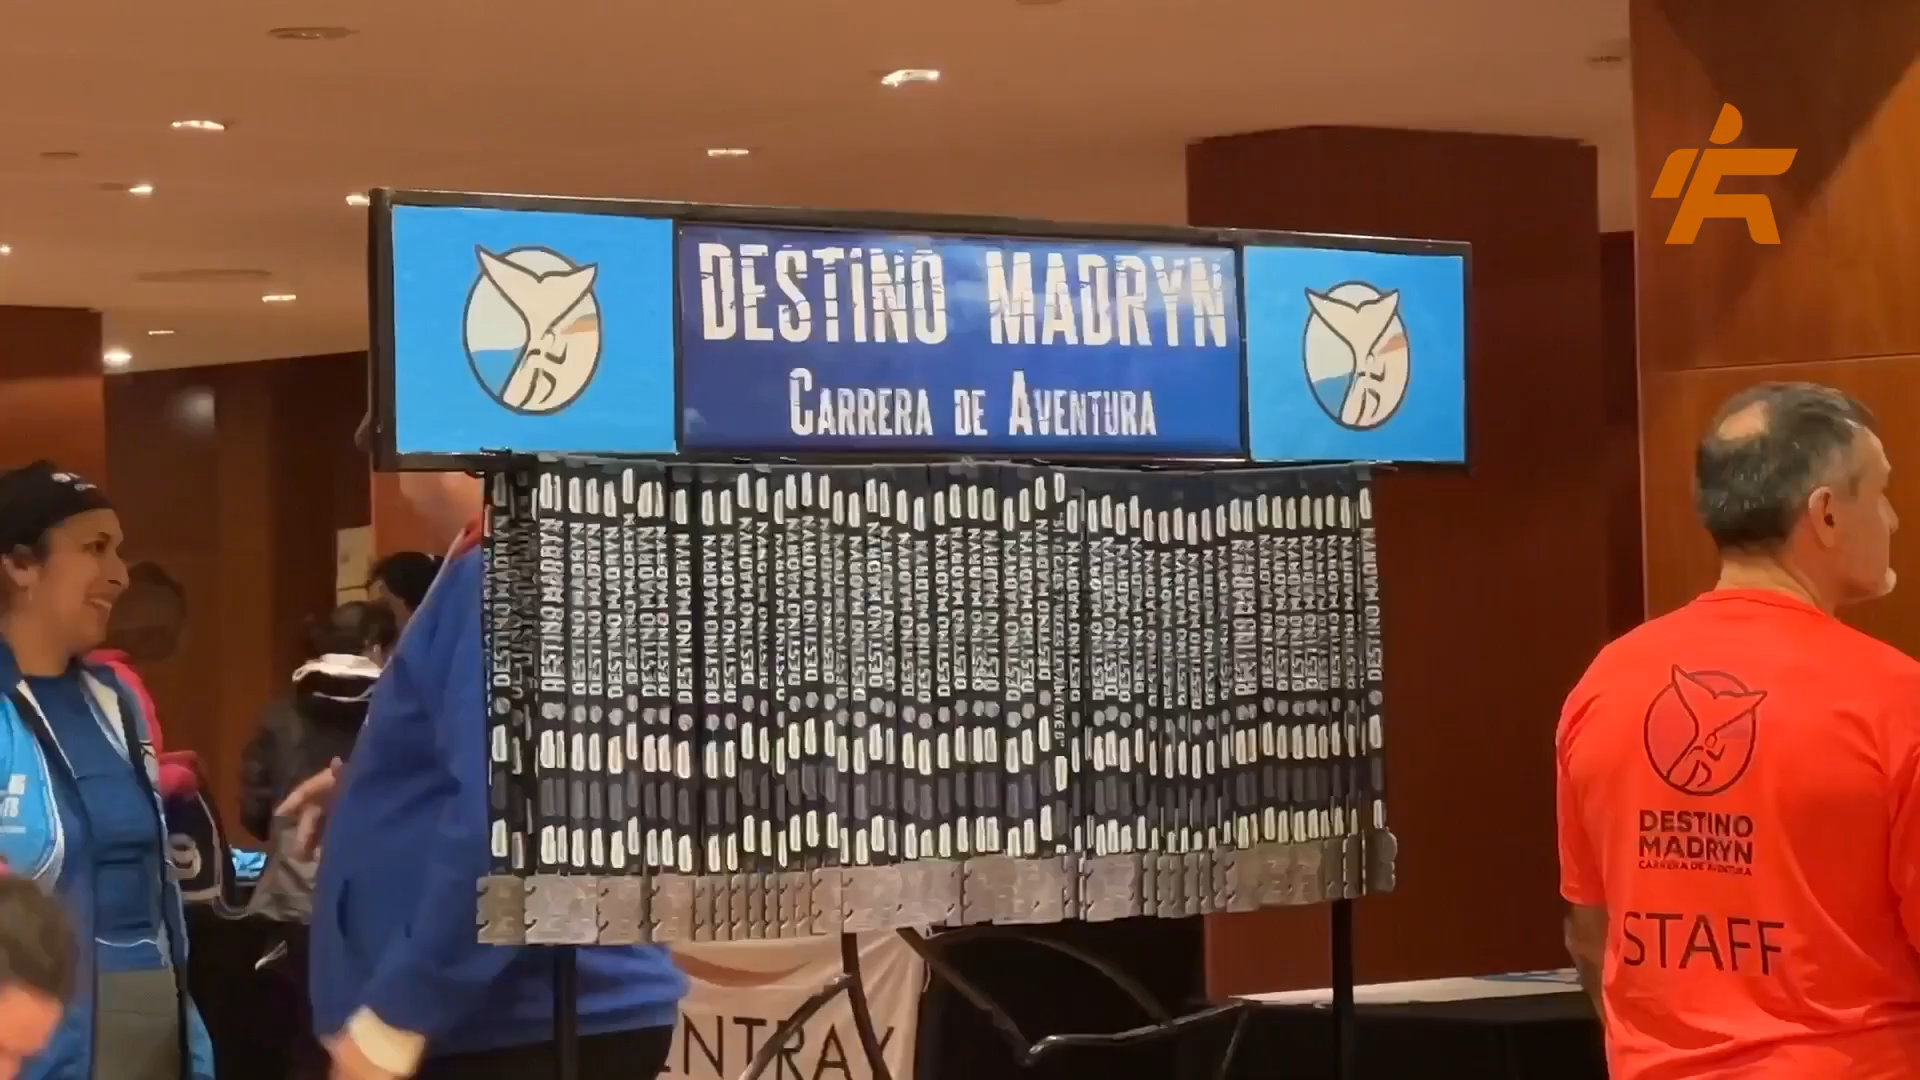 DESTINO MADRYN
CARRERA DE AVENTURA
DESTINO MADRYN
DESTINO
MADRYN
CARRERA DE AVENTURA
STAFF